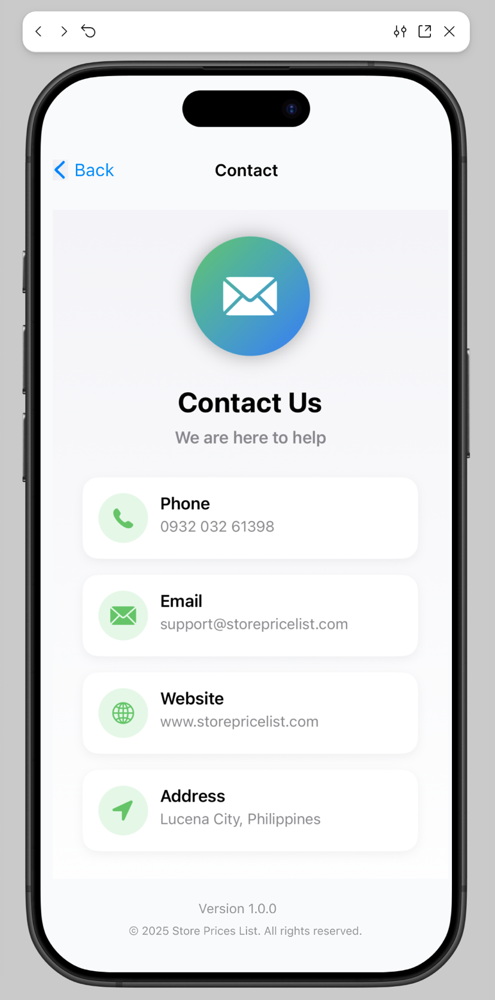 Back
Contact
Contact Us
We are here to help
Phone
0932 032 61398
Email
support@storepricelist.com
Website
www.storepricelist.com
Address
Lucena City, Philippines
Version 1.0.0
© 2025 Store Prices List. All rights reserved.